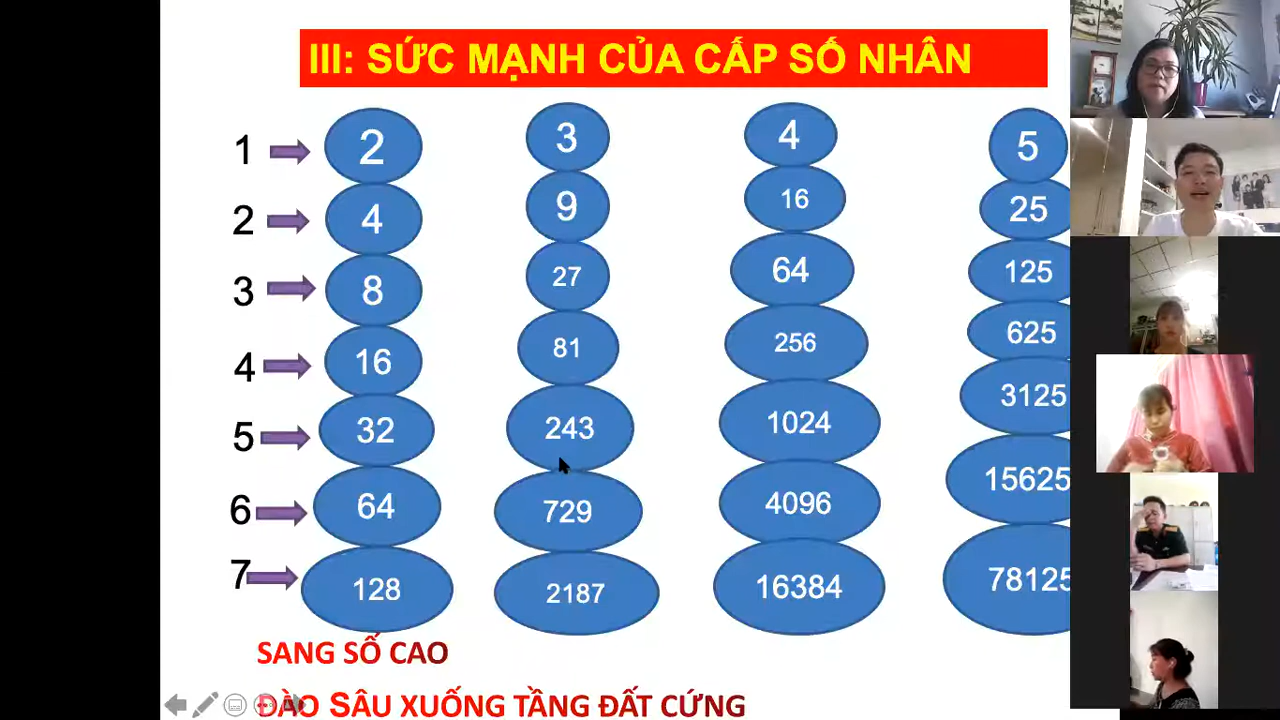 III: SỨC MẠNH CỦA CẤP SỐ NHÂN
1 2 3 4 5
2 4 9 16 25
3 8 27 64 125
4 16 81 256 625
5 32 243 1024 3125
6 64 729 4096 15625
7 128 2187 16384 78125
SANG SỐ CAO
ĐÀO SÂU XUỐNG TẦNG ĐẤT CỨNG